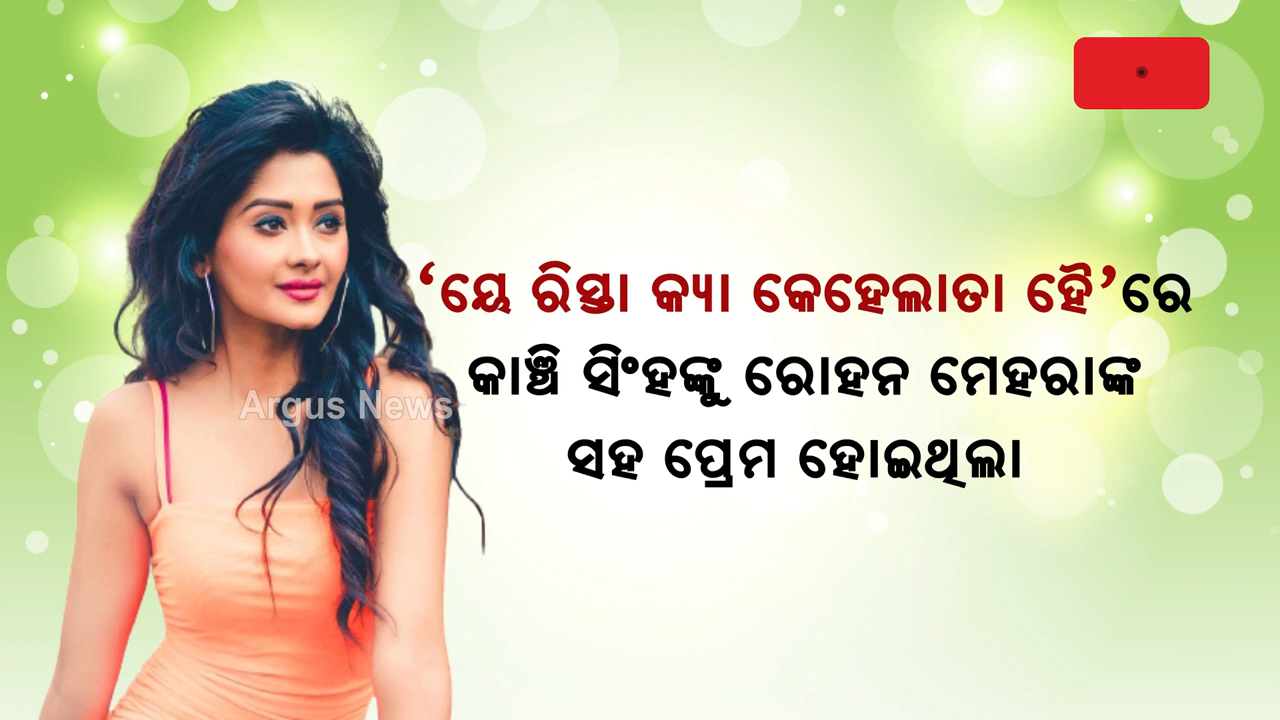 ‘ୟେ ରିସ୍ତା କ୍ୟା କେହେଲାତା ହୈ’ରେ
କାଞ୍ଚି ସିଂହଙ୍କୁ ରୋହନ ମେହରାଙ୍କ
ସହ ପ୍ରେମ ହୋଇଥିଲା
Argus News